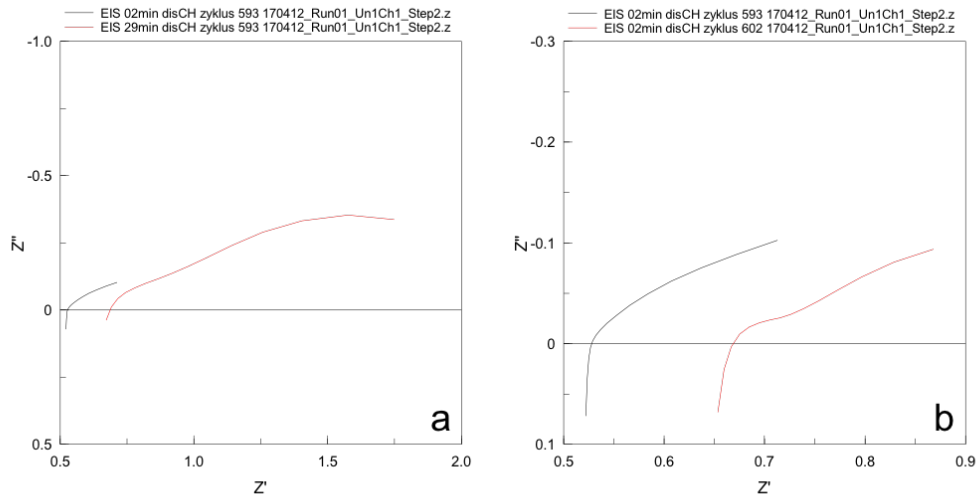 EIS 02min disCH zyklus 593 170412_Run01_Un1Ch1_Step2.z
EIS 29min disCH zyklus 593 170412_Run01_Un1Ch1_Step2.z
-1.0
-0.5
Z''
0
0.5
0.5
1.0
1.5
2.0
Z'
a
EIS 02min disCH zyklus 593 170412_Run01_Un1Ch1_Step2.z
EIS 02min disCH zyklus 602 170412_Run01_Un1Ch1_Step2.z
-0.3
-0.2
Z''
-0.1
0
0.1
0.5
0.6
0.7
0.8
0.9
Z'
b